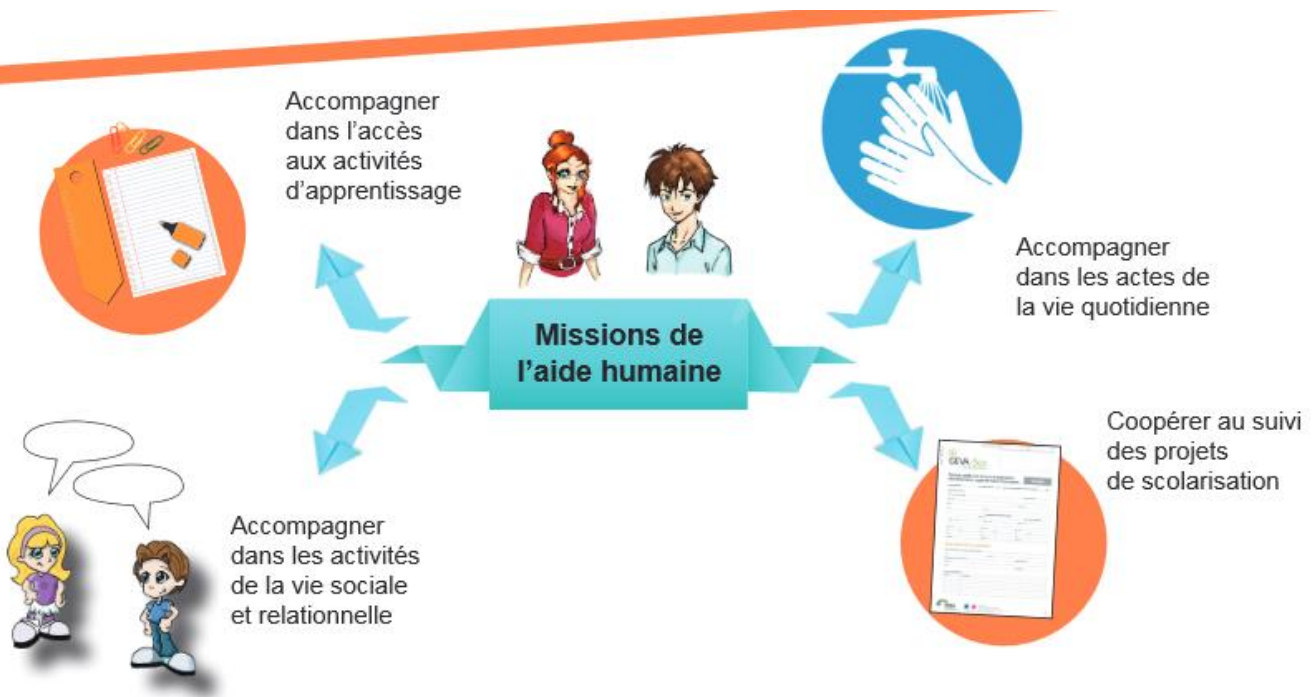 Accompagner
dans l’accès
aux activités
d’apprentissage
Accompagner
dans les actes de
la vie quotidienne
Missions de
l’aide humaine
Coopérer au suivi
des projets
de scolarisation
Accompagner
dans les activités
de la vie sociale
et relationnelle